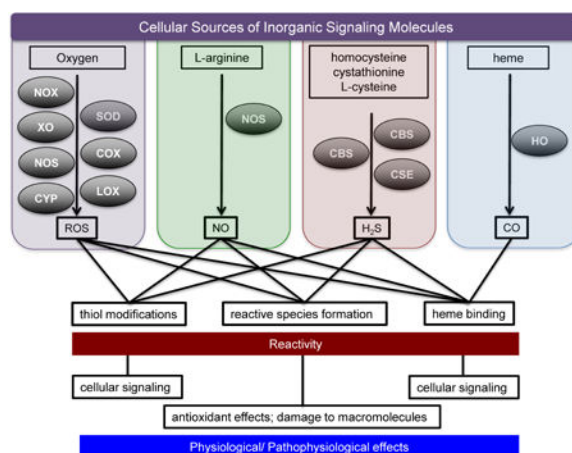 Cellular Sources of Inorganic Signaling Molecules
Oxygen
NOX
SOD
XO
NOS
COX
CYP
LOX
ROS
L-arginine
NOS
NO
homocysteine
cystathionine
L-cysteine
CBS
CBS
CSE
H₂S
heme
HO
CO
thiol modifications
reactive species formation
heme binding
Reactivity
cellular signaling
cellular signaling
antioxidant effects; damage to macromolecules
Physiological/ Pathophysiological effects